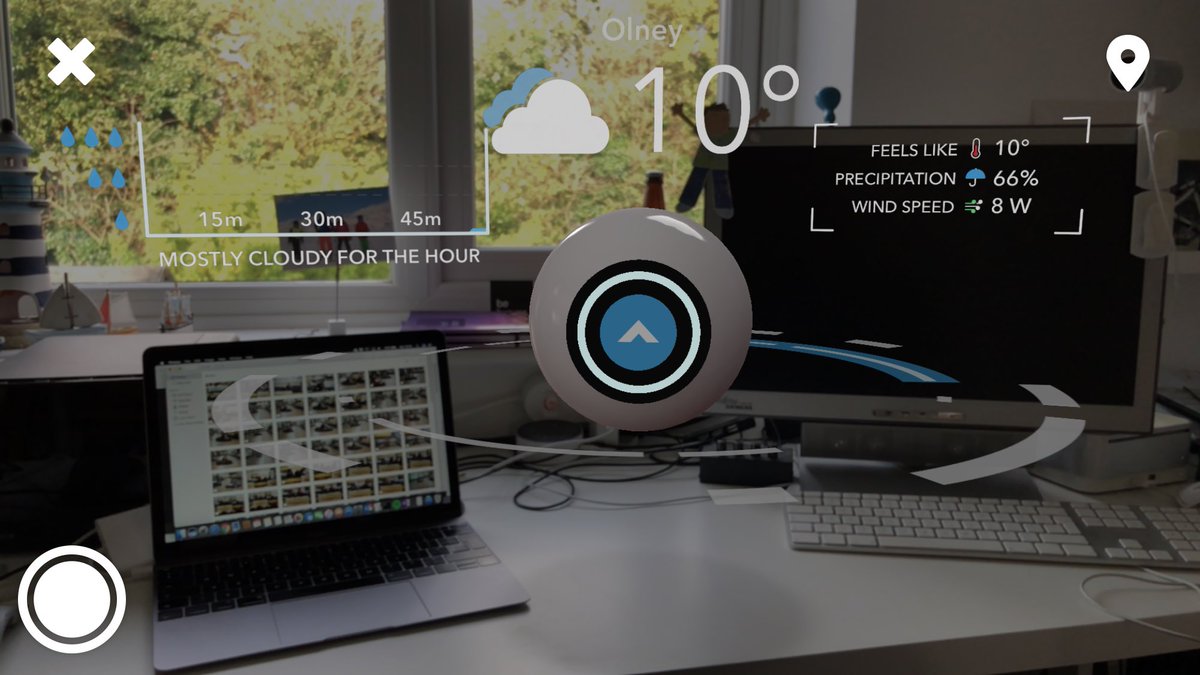 Olney
10°
FEELS LIKE 10°
PRECIPITATION 66%
WIND SPEED 8 W
15m 30m 45m
MOSTLY CLOUDY FOR THE HOUR